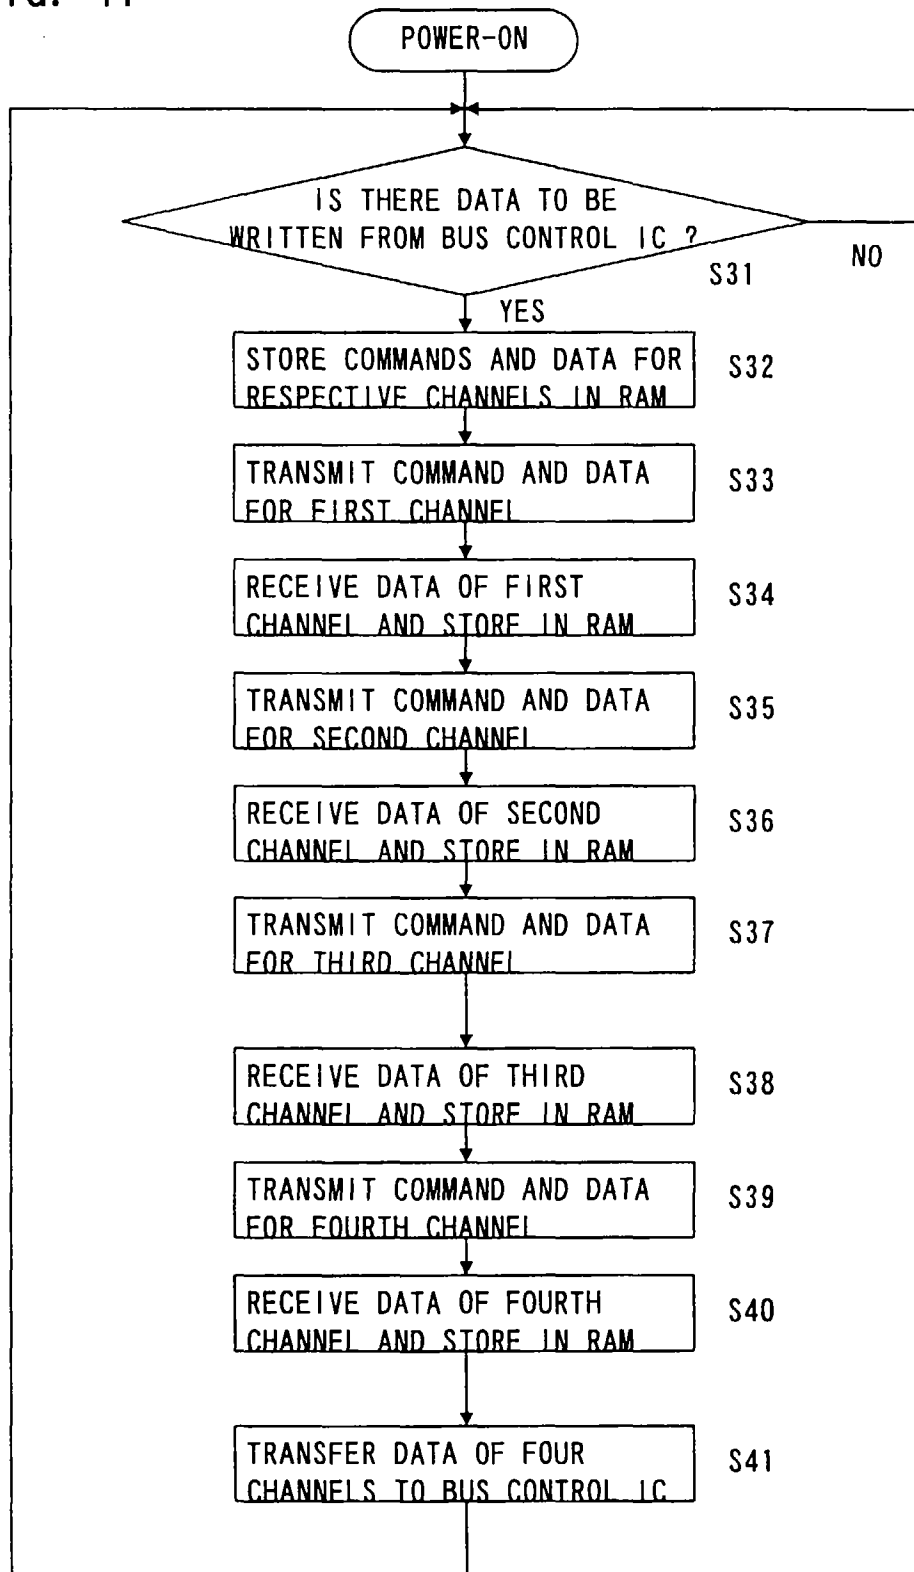 POWER-ON
IS THERE DATA TO BE
WRITTEN FROM BUS CONTROL IC ?
NO
S31
YES
STORE COMMANDS AND DATA FOR
RESPECTIVE CHANNELS IN RAM
S32
TRANSMIT COMMAND AND DATA
FOR FIRST CHANNEL
S33
RECEIVE DATA OF FIRST
CHANNEL AND STORE IN RAM
S34
TRANSMIT COMMAND AND DATA
FOR SECOND CHANNEL
S35
RECEIVE DATA OF SECOND
CHANNEL AND STORE IN RAM
S36
TRANSMIT COMMAND AND DATA
FOR THIRD CHANNEL
S37
RECEIVE DATA OF THIRD
CHANNEL AND STORE IN RAM
S38
TRANSMIT COMMAND AND DATA
FOR FOURTH CHANNEL
S39
RECEIVE DATA OF FOURTH
CHANNEL AND STORE IN RAM
S40
TRANSFER DATA OF FOUR
CHANNELS TO BUS CONTROL IC
S41